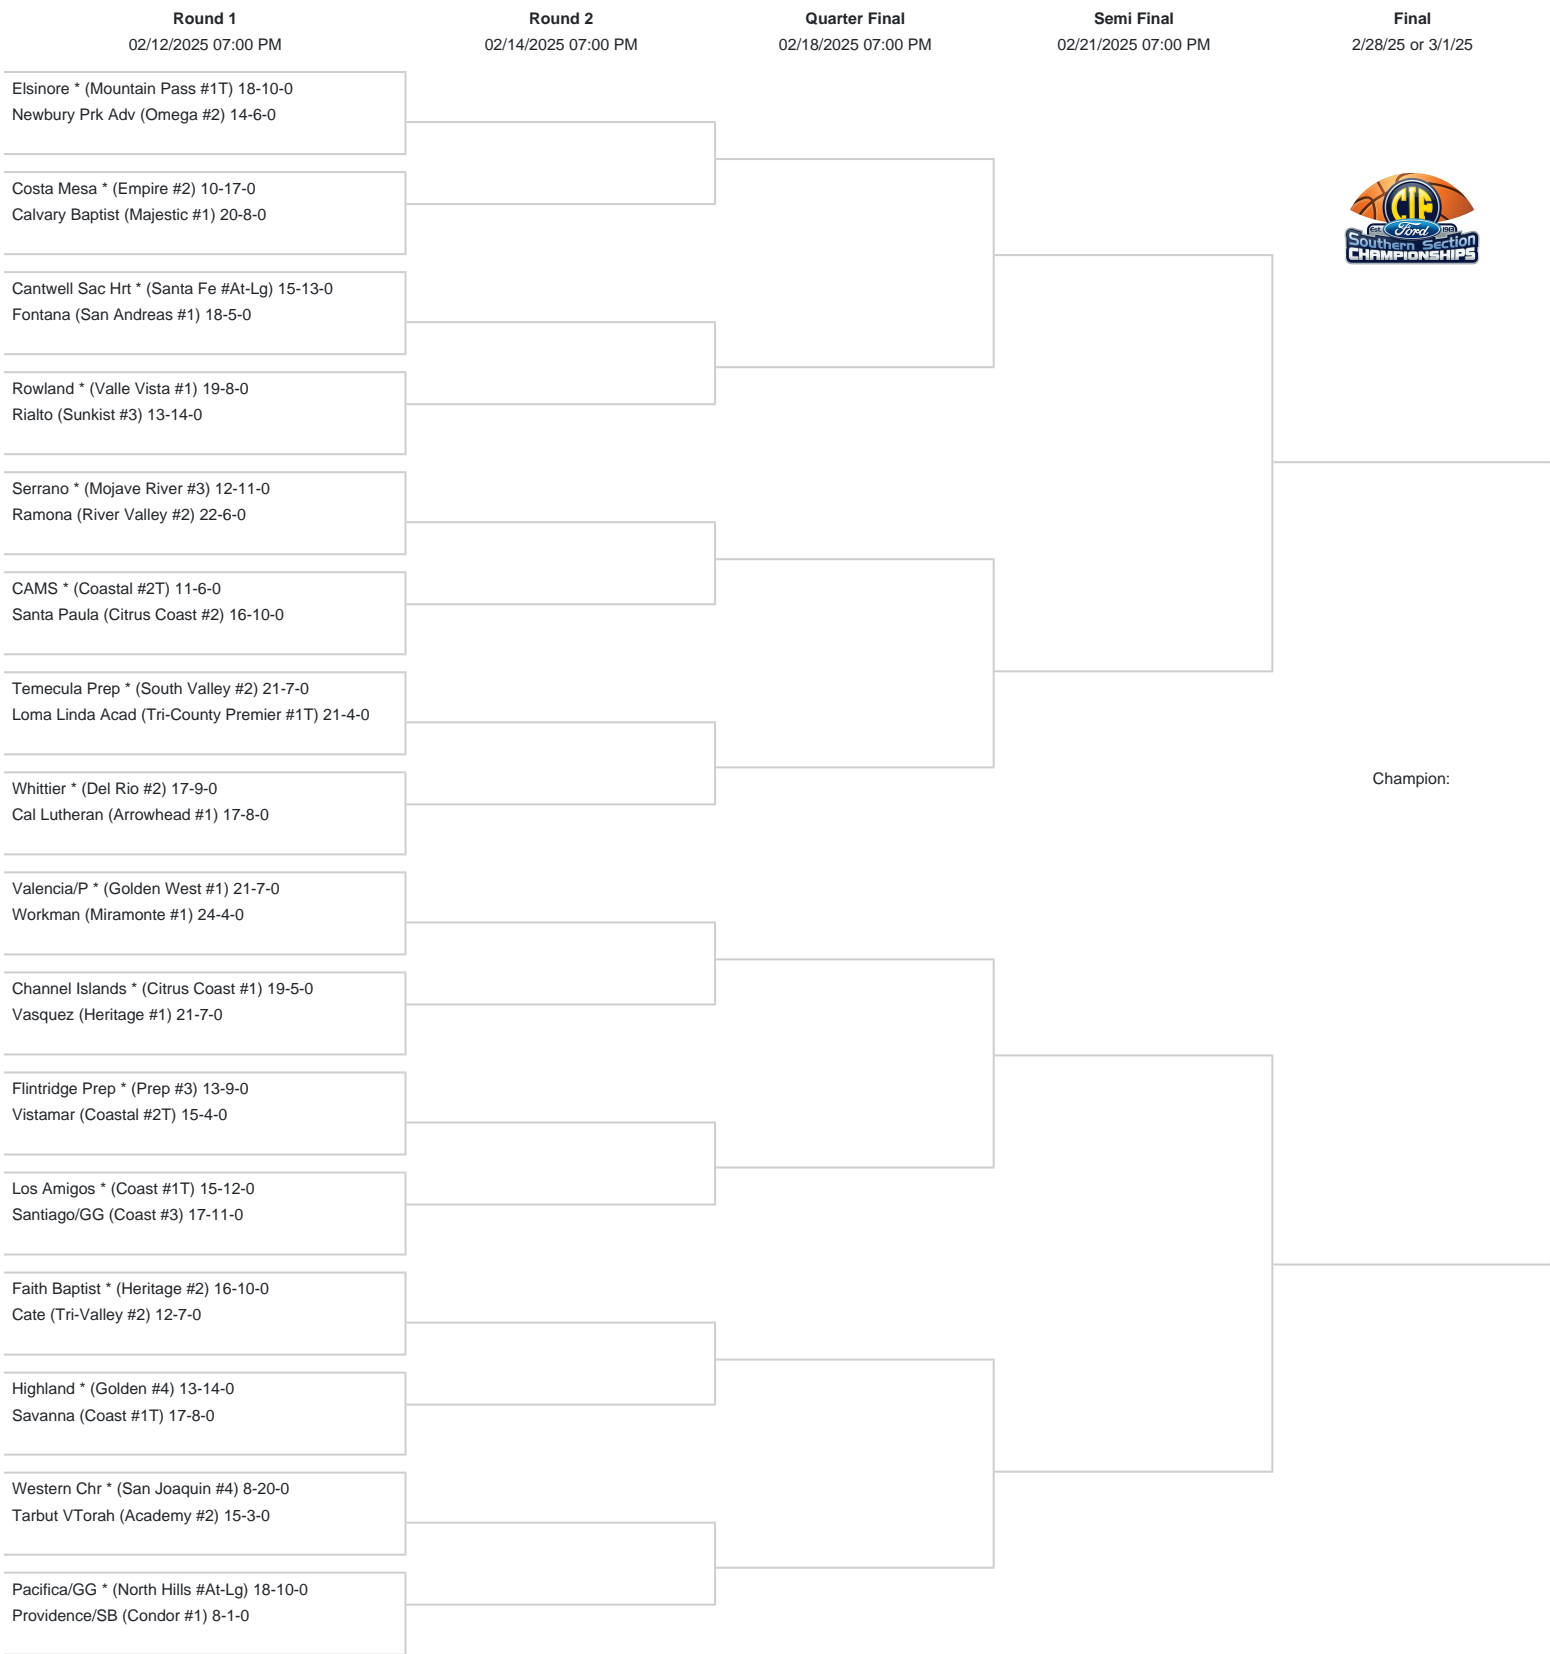 Round 1
02/12/2025 07:00 PM
Round 2
02/14/2025 07:00 PM
Quarter Final
02/18/2025 07:00 PM
Semi Final
02/21/2025 07:00 PM
Final
2/28/25 or 3/1/25
Elsinore * (Mountain Pass #1T) 18-10-0
Newbury Prk Adv (Omega #2) 14-6-0
Costa Mesa * (Empire #2) 10-17-0
Calvary Baptist (Majestic #1) 20-8-0
CIF
Est. 1913
Ford
Southern Section
CHAMPIONSHIPS
Cantwell Sac Hrt * (Santa Fe #At-Lg) 15-13-0
Fontana (San Andreas #1) 18-5-0
Rowland * (Valle Vista #1) 19-8-0
Rialto (Sunkist #3) 13-14-0
Serrano * (Mojave River #3) 12-11-0
Ramona (River Valley #2) 22-6-0
CAMS * (Coastal #2T) 11-6-0
Santa Paula (Citrus Coast #2) 16-10-0
Temecula Prep * (South Valley #2) 21-7-0
Loma Linda Acad (Tri-County Premier #1T) 21-4-0
Whittier * (Del Rio #2) 17-9-0
Cal Lutheran (Arrowhead #1) 17-8-0
Champion:
Valencia/P * (Golden West #1) 21-7-0
Workman (Miramonte #1) 24-4-0
Channel Islands * (Citrus Coast #1) 19-5-0
Vasquez (Heritage #1) 21-7-0
Flintridge Prep * (Prep #3) 13-9-0
Vistamar (Coastal #2T) 15-4-0
Los Amigos * (Coast #1T) 15-12-0
Santiago/GG (Coast #3) 17-11-0
Faith Baptist * (Heritage #2) 16-10-0
Cate (Tri-Valley #2) 12-7-0
Highland * (Golden #4) 13-14-0
Savanna (Coast #1T) 17-8-0
Western Chr * (San Joaquin #4) 8-20-0
Tarbut VTorah (Academy #2) 15-3-0
Pacifica/GG * (North Hills #At-Lg) 18-10-0
Providence/SB (Condor #1) 8-1-0